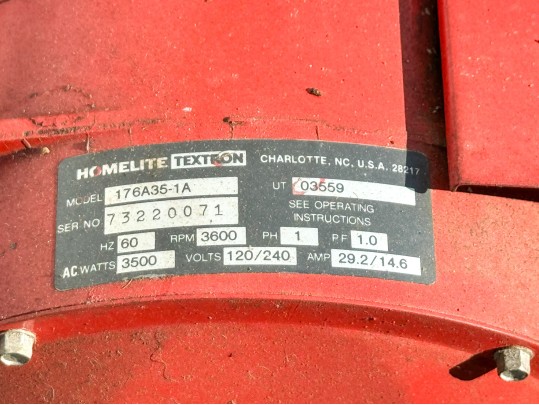 HOMELITE TEXTRON CHARLOTTE, NC, U.S.A. 28217
MODEL 176A35-1A UT 03559
SER NO 73220071 SEE OPERATING INSTRUCTIONS
HZ 60 RPM 3600 PH 1 P F 1.0
AC WATTS 3500 VOLTS 120/240 AMP 29.2/14.6